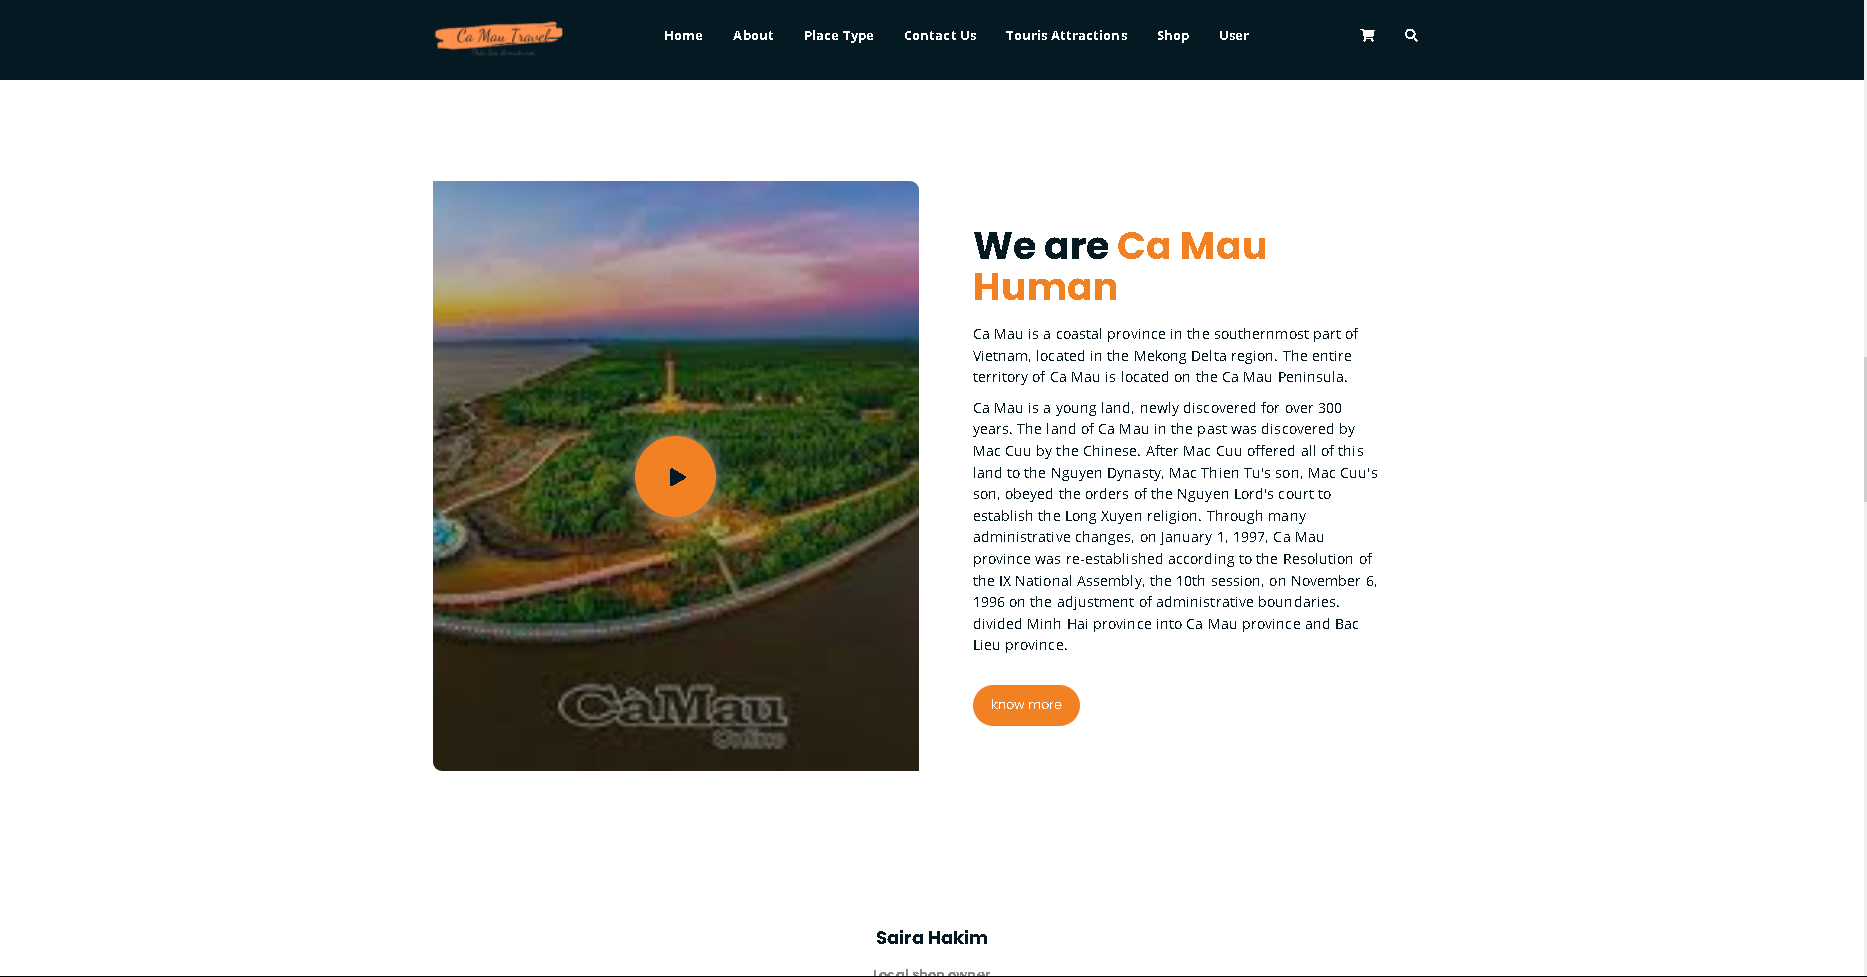 Ca Mau Travel
Home About Place Type Contact Us Touris Attractions Shop User
We are Ca Mau
Human
Ca Mau is a coastal province in the southernmost part of
Vietnam, located in the Mekong Delta region. The entire
territory of Ca Mau is located on the Ca Mau Peninsula.
Ca Mau is a young land, newly discovered for over 300
years. The land of Ca Mau in the past was discovered by
Mac Cuu by the Chinese. After Mac Cuu offered all of this
land to the Nguyen Dynasty, Mac Thien Tu's son, Mac Cuu's
son, obeyed the orders of the Nguyen Lord's court to
establish the Long Xuyen religion. Through many
administrative changes, on January 1, 1997, Ca Mau
province was re-established according to the Resolution of
the IX National Assembly, the 10th session, on November 6,
1996 on the adjustment of administrative boundaries.
divided Minh Hai province into Ca Mau province and Bac
Lieu province.
know more
CàMau
Online
Saira Hakim
Local shop owner